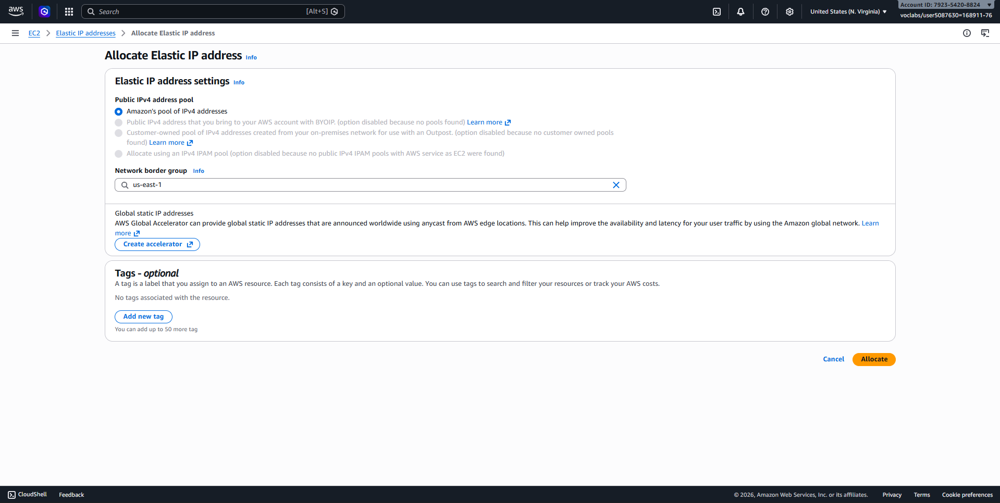 aws
Search [Alt+S]
United States (N. Virginia)
Account ID: 7923-5420-8824
voclabs/user5087630=168911-76
EC2 Elastic IP addresses Allocate Elastic IP address
Allocate Elastic IP address Info
Elastic IP address settings Info
Public IPv4 address pool
Amazon's pool of IPv4 addresses
Public IPv4 address that you bring to your AWS account with BYOIP. (option disabled because no pools found) Learn more
Customer-owned pool of IPv4 addresses created from your on-premises network for use with an Outpost. (option disabled because no customer owned pools
found) Learn more
Allocate using an IPv4 IPAM pool (option disabled because no public IPv4 IPAM pools with AWS service as EC2 were found)
Network border group Info
us-east-1
Global static IP addresses
AWS Global Accelerator can provide global static IP addresses that are announced worldwide using anycast from AWS edge locations. This can help improve the availability and latency for your user traffic by using the Amazon global network. Learn
more
Create accelerator
Tags - optional
A tag is a label that you assign to an AWS resource. Each tag consists of a key and an optional value. You can use tags to search and filter your resources or track your AWS costs.
No tags associated with the resource.
Add new tag
You can add up to 50 more tag
Cancel Allocate
CloudShell Feedback © 2026, Amazon Web Services, Inc. or its affiliates. Privacy Terms Cookie preferences